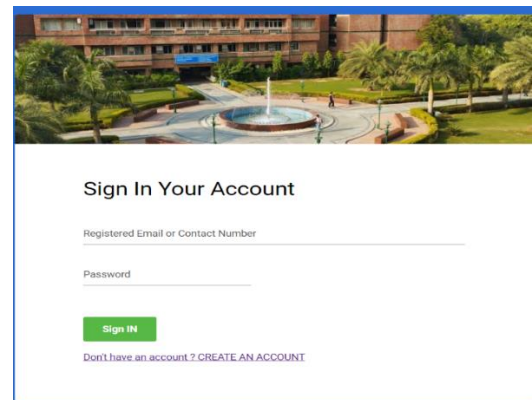 Sign In Your Account
Registered Email or Contact Number
Password
Sign IN
Don't have an account ? CREATE AN ACCOUNT